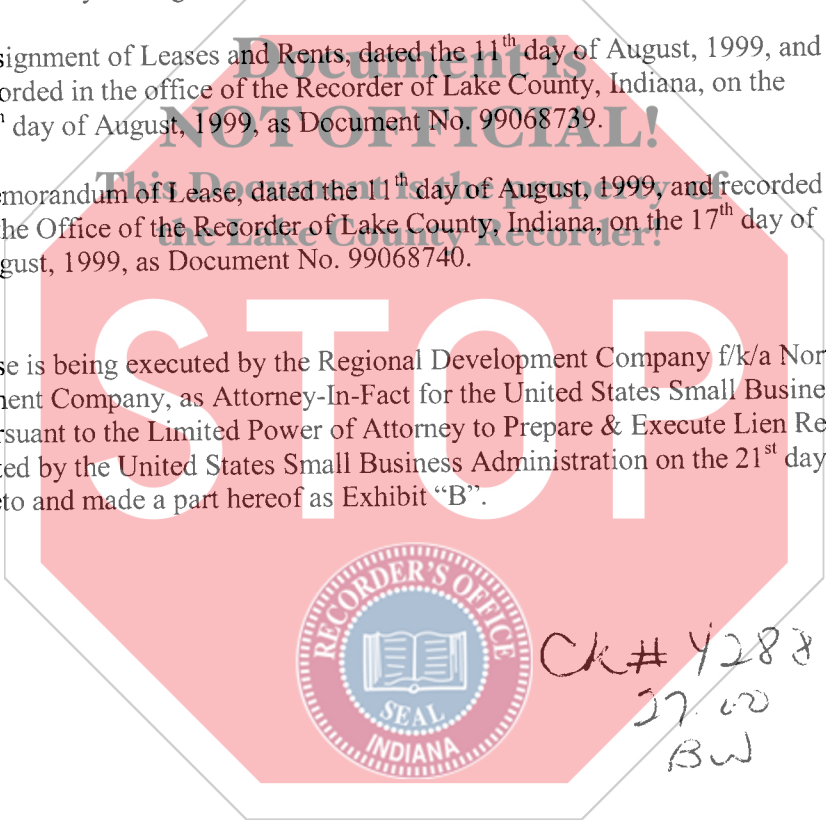 signment of Leases and Rents, dated the 11th day of August, 1999, and
orded in the office of the Recorder of Lake County, Indiana, on the
day of August, 1999, as Document No. 99068739.
emorandum of Lease, dated the 11th day of August, 1999, and recorded
he Office of the Recorder of Lake County, Indiana, on the 17th day of
gust, 1999, as Document No. 99068740.
Document is
NOT OFFICIAL!
This Document is the property of
the Lake County Recorder!
STOP
se is being executed by the Regional Development Company f/k/a Nor
ent Company, as Attorney-In-Fact for the United States Small Busine
rsuant to the Limited Power of Attorney to Prepare & Execute Lien Re
ted by the United States Small Business Administration on the 21st day
eto and made a part hereof as Exhibit “B”.
RECORDER'S OFFICE
SEAL
INDIANA
Ck# 4288
27.00
BW